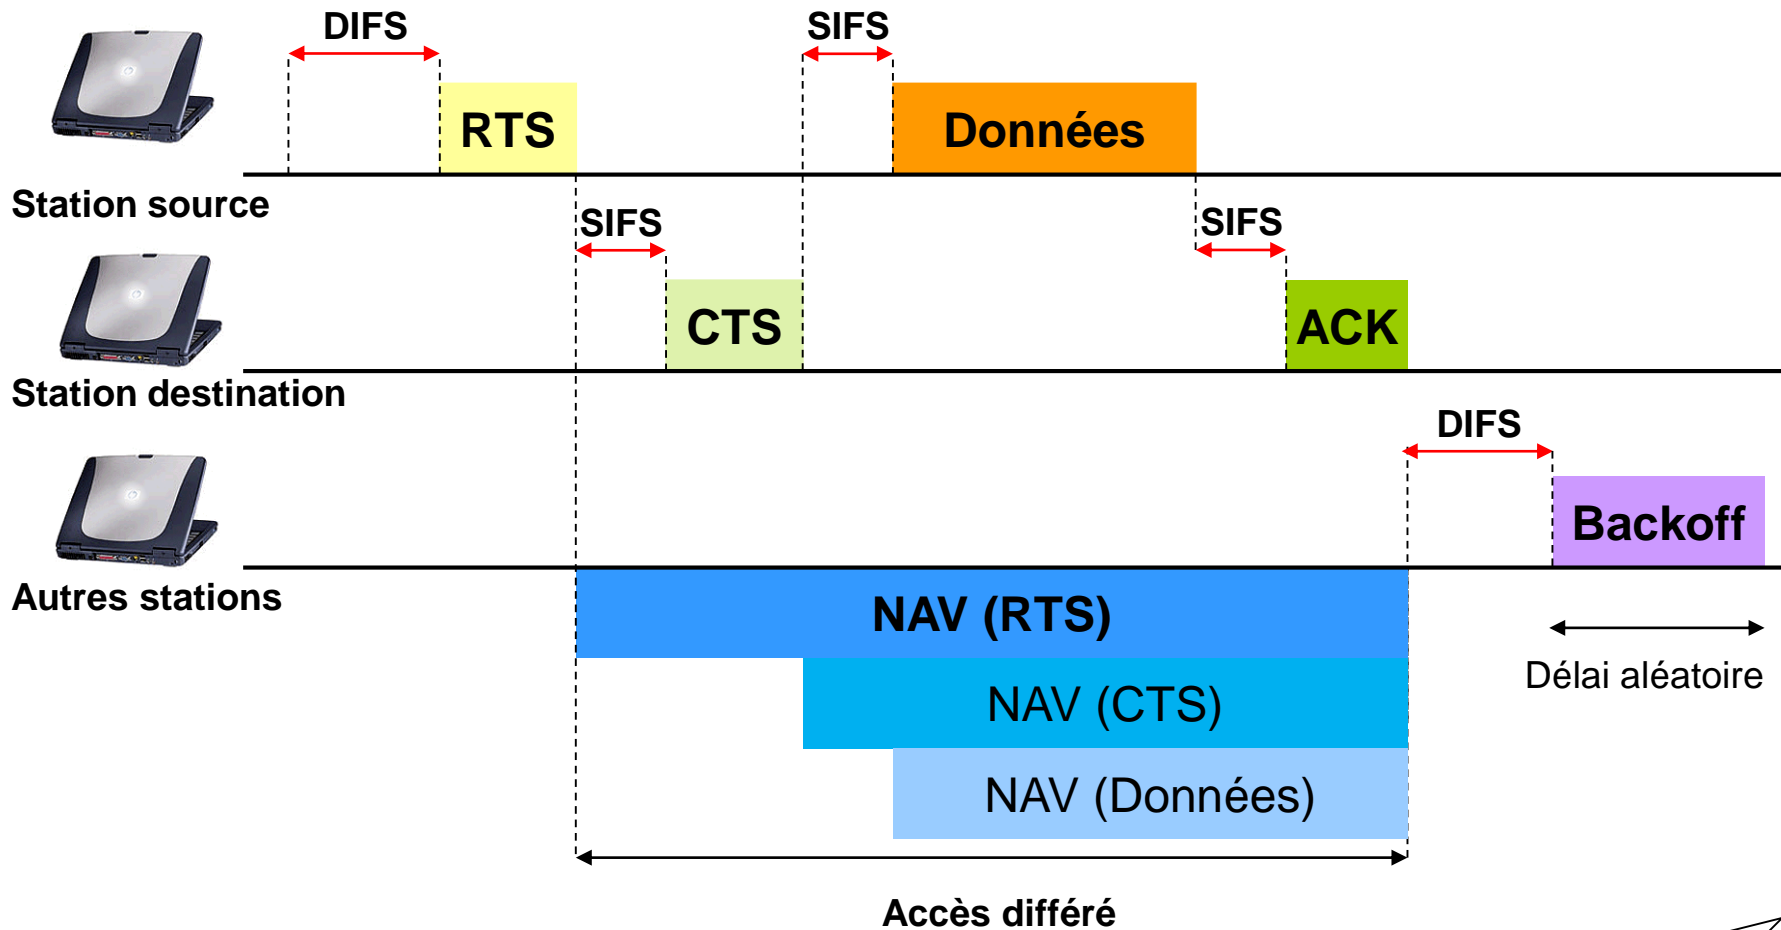 DIFS
SIFS
RTS
Données
Station source
SIFS
SIFS
CTS
ACK
Station destination
DIFS
Backoff
Autres stations
NAV (RTS)
Délai aléatoire
NAV (CTS)
NAV (Données)
Accès différé